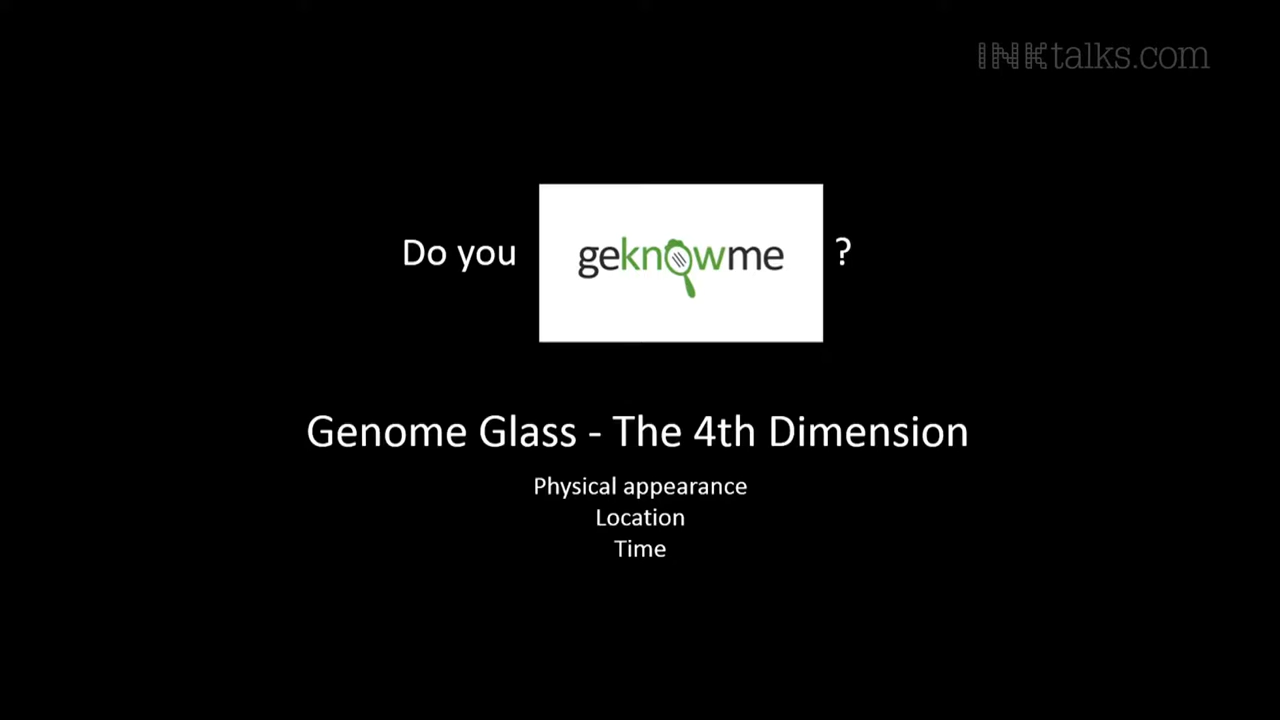 INKtalks.com
Do you geknowme ?
Genome Glass - The 4th Dimension
Physical appearance
Location
Time